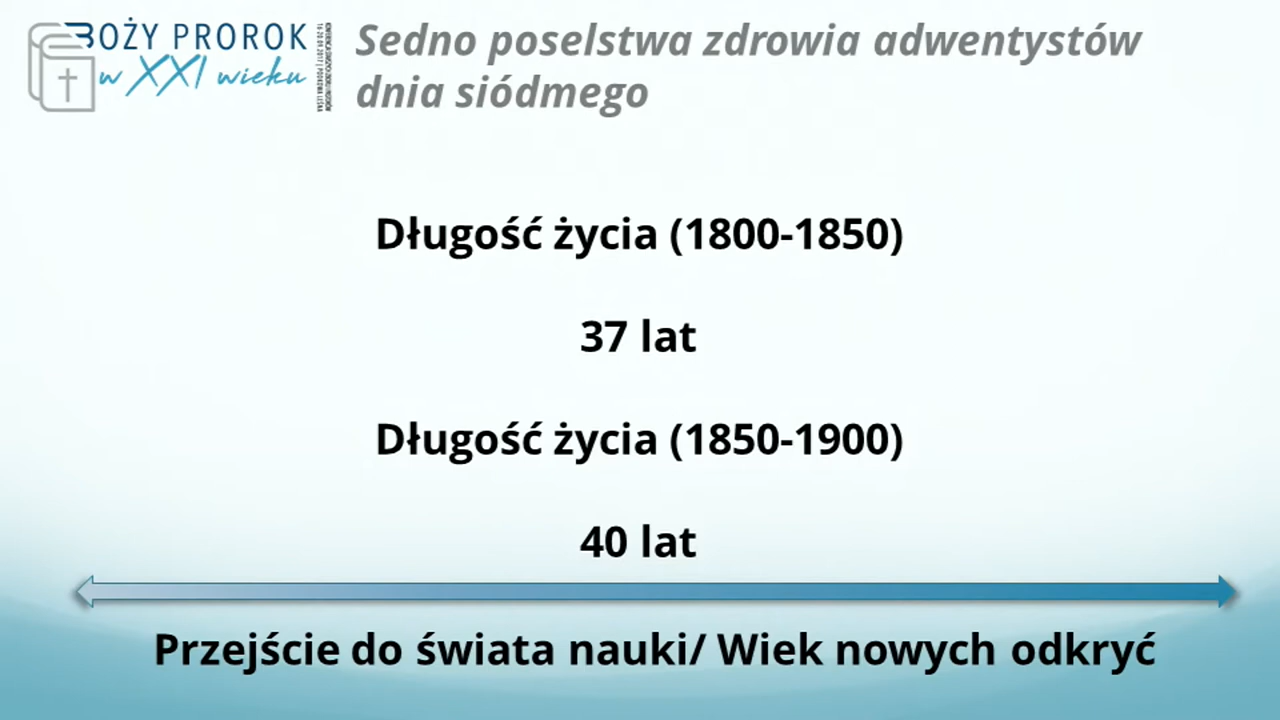 BOŻY PROROK
w XXI wieku
Sedno poselstwa zdrowia adwentystów
dnia siódmego
Długość życia (1800-1850)
37 lat
Długość życia (1850-1900)
40 lat
Przejście do świata nauki/ Wiek nowych odkryć